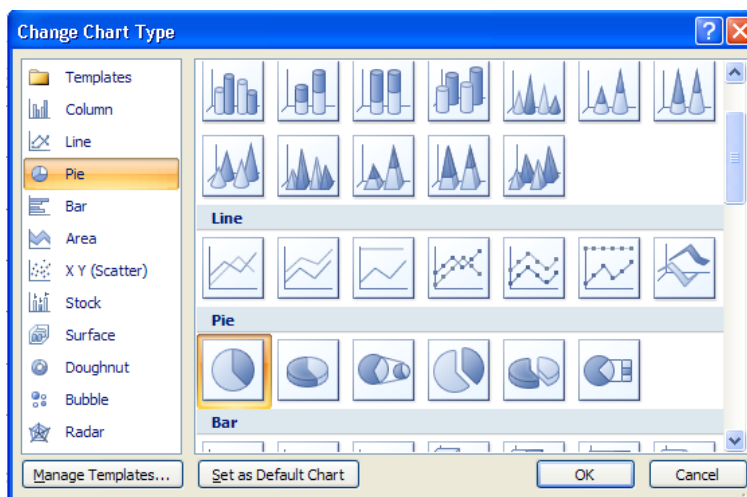 Change Chart Type
Templates
Column
Line
Pie
Bar
Area
X Y (Scatter)
Stock
Surface
Doughnut
Bubble
Radar
Line
Pie
Bar
Manage Templates...
Set as Default Chart
OK
Cancel